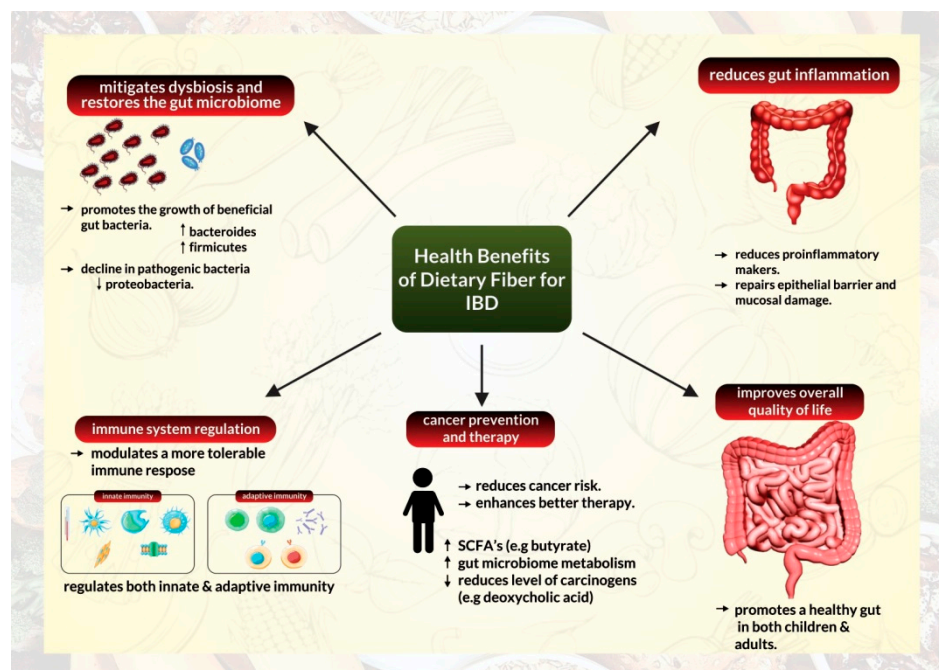 mitigates dysbiosis and
restores the gut microbiome
→ promotes the growth of beneficial
gut bacteria.
↑ bacteroides
↑ firmicutes
→ decline in pathogenic bacteria
↓ proteobacteria.
reduces gut inflammation
→ reduces proinflammatory
makers.
→ repairs epithelial barrier and
mucosal damage.
Health Benefits
of Dietary Fiber for
IBD
immune system regulation
→ modulates a more tolerable
immune respose
innate immunity
adaptive immunity
regulates both innate & adaptive immunity
cancer prevention
and therapy
→ reduces cancer risk.
→ enhances better therapy.
↑ SCFA's (e.g butyrate)
↑ gut microbiome metabolism
↓ reduces level of carcinogens
(e.g deoxycholic acid)
improves overall
quality of life
→ promotes a healthy gut
in both children &
adults.